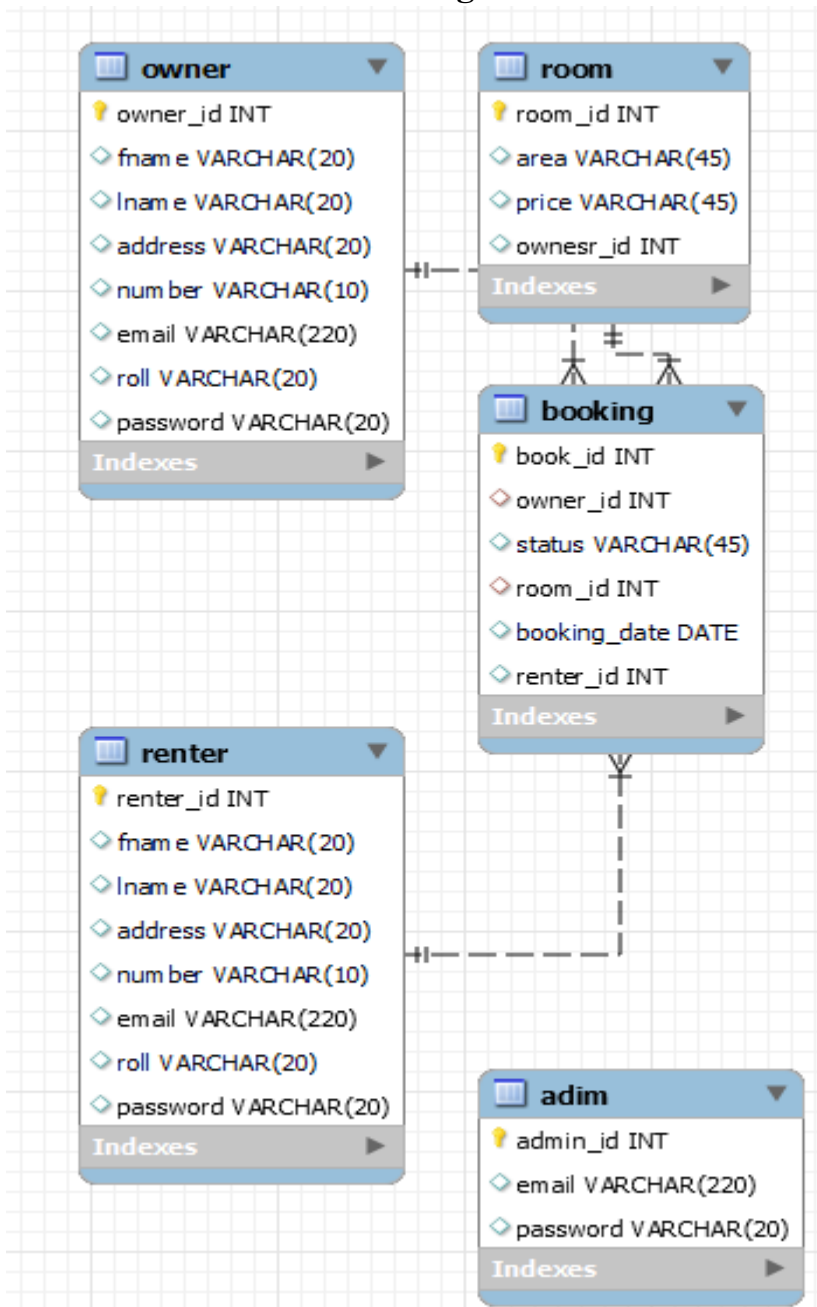 owner
owner_id INT
fname VARCHAR(20)
lname VARCHAR(20)
address VARCHAR(20)
number VARCHAR(10)
email VARCHAR(220)
roll VARCHAR(20)
password VARCHAR(20)
Indexes
room
room_id INT
area VARCHAR(45)
price VARCHAR(45)
ownesr_id INT
Indexes
booking
book_id INT
owner_id INT
status VARCHAR(45)
room_id INT
booking_date DATE
renter_id INT
Indexes
renter
renter_id INT
fname VARCHAR(20)
lname VARCHAR(20)
address VARCHAR(20)
number VARCHAR(10)
email VARCHAR(220)
roll VARCHAR(20)
password VARCHAR(20)
Indexes
adim
admin_id INT
email VARCHAR(220)
password VARCHAR(20)
Indexes